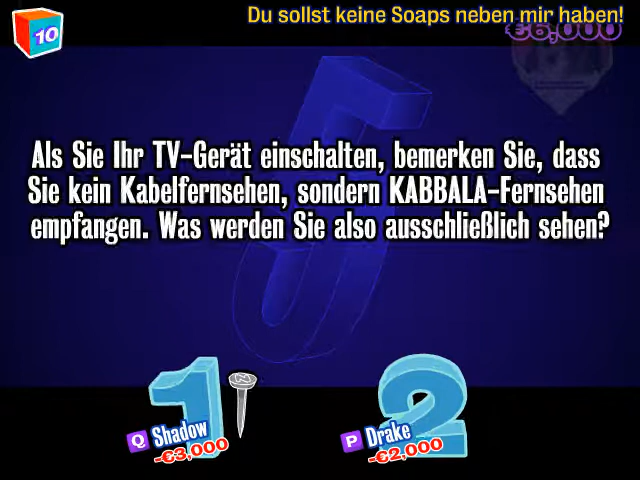 Du sollst keine Soaps neben mir haben!
10
€6,000
Als Sie Ihr TV-Gerät einschalten, bemerken Sie, dass
Sie kein Kabelfernsehen, sondern KABBALA-Fernsehen
empfangen. Was werden Sie also ausschließlich sehen?
1
2
Q Shadow
-€3,000
P Drake
-€2,000